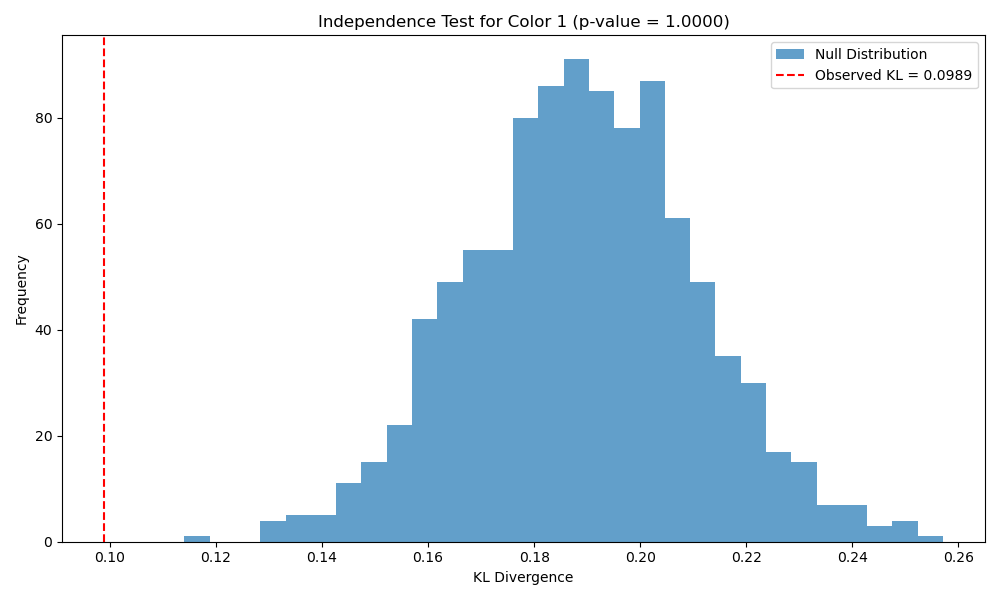 Independence Test for Color 1 (p-value = 1.0000)
Null Distribution
Observed KL = 0.0989
Frequency
80
60
40
20
0
0.10 0.12 0.14 0.16 0.18 0.20 0.22 0.24 0.26
KL Divergence